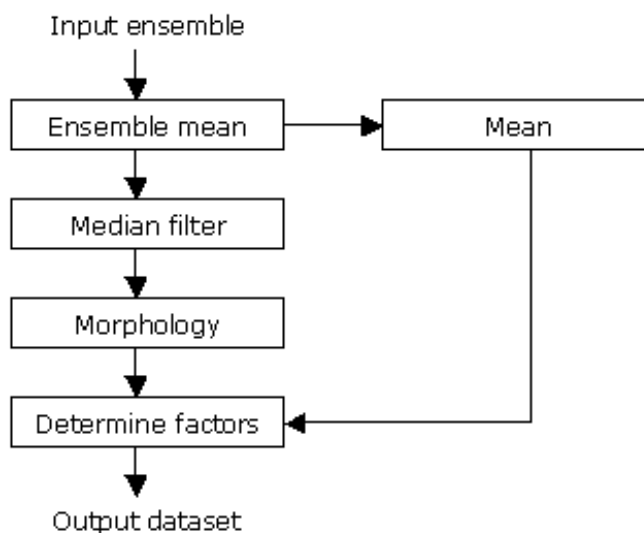 Input ensemble
Ensemble mean
Mean
Median filter
Morphology
Determine factors
Output dataset